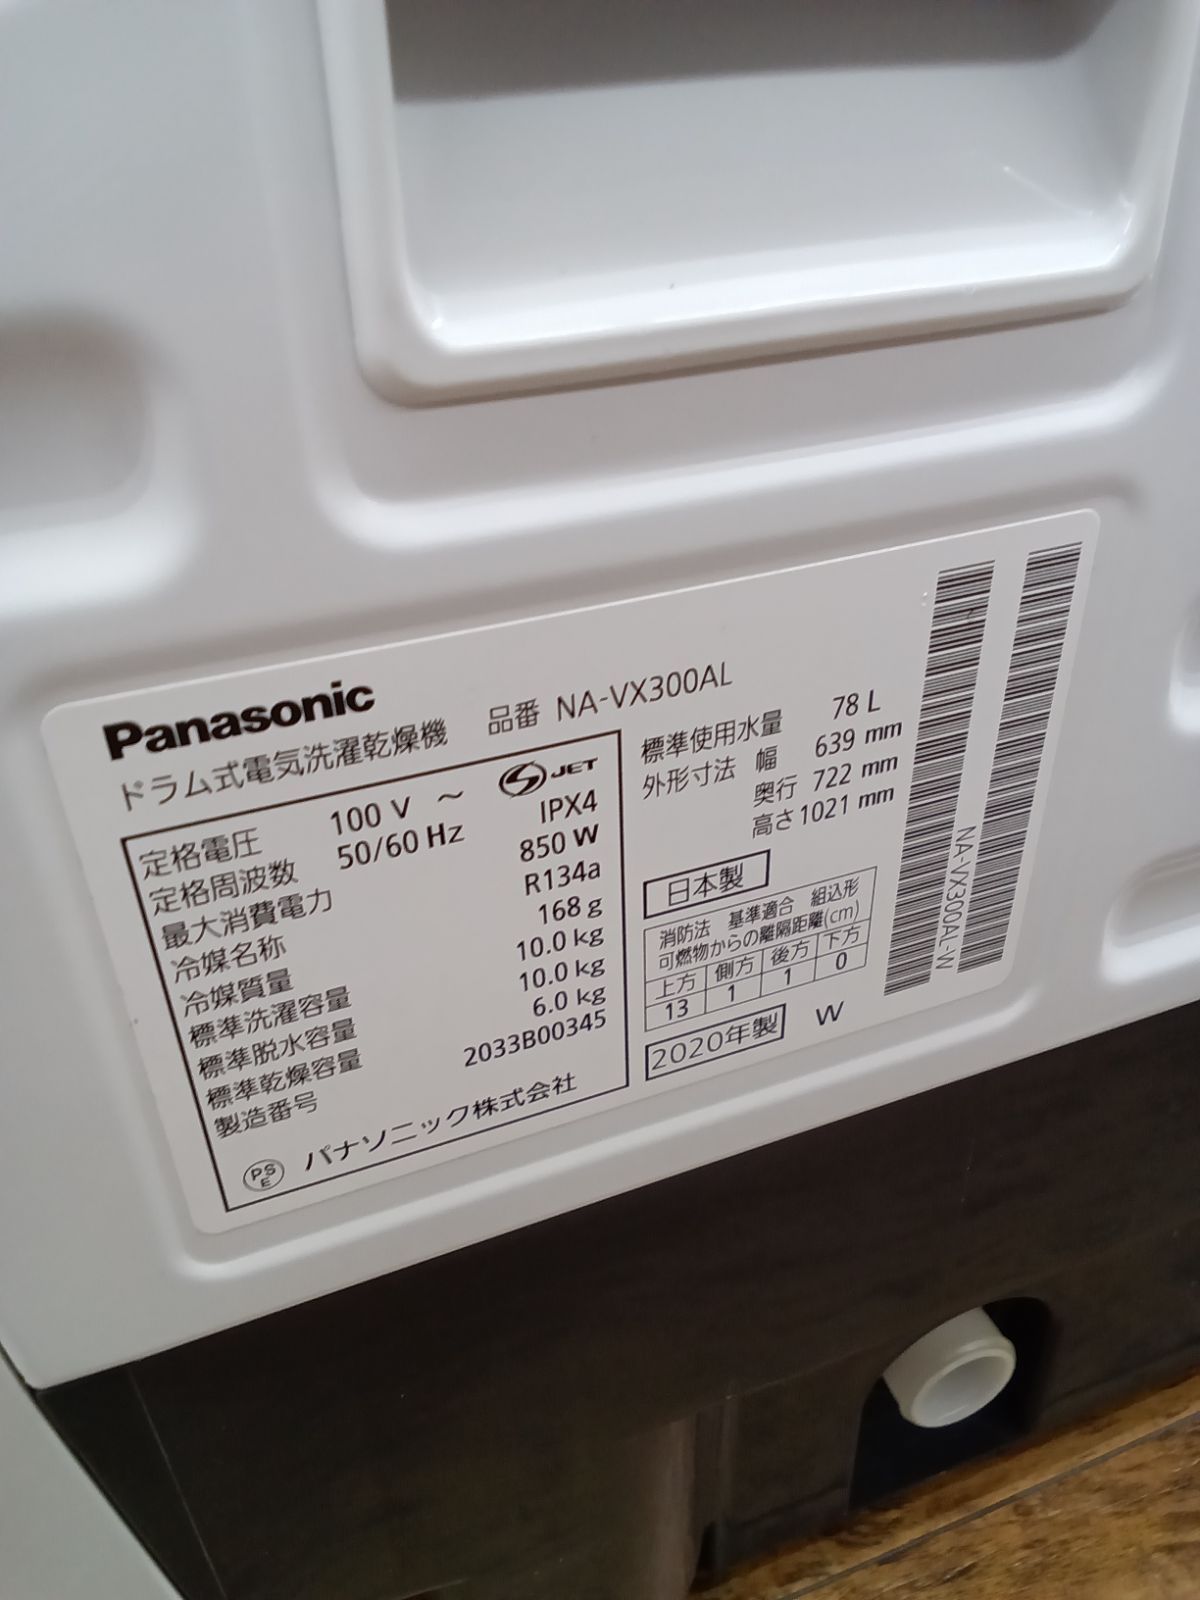 Panasonic
ドラム式電気洗濯乾燥機 品番 NA-VX300AL
定格電圧 100 V ～ JET
定格周波数 50/60 Hz IPX4
最大消費電力 850 W
冷媒名称 R134a
冷媒質量 168 g
標準洗濯容量 10.0 kg
標準脱水容量 10.0 kg
標準乾燥容量 6.0 kg
製造番号 2033B00345
PS E パナソニック株式会社
標準使用水量 78 L
外形寸法 幅 639 mm
奥行 722 mm
高さ 1021 mm
日本製
消防法 基準適合 組込形
可燃物からの離隔距離(cm)
上方 側方 後方 下方
13 1 1 0
2020年製 W
NA-VX300AL-W